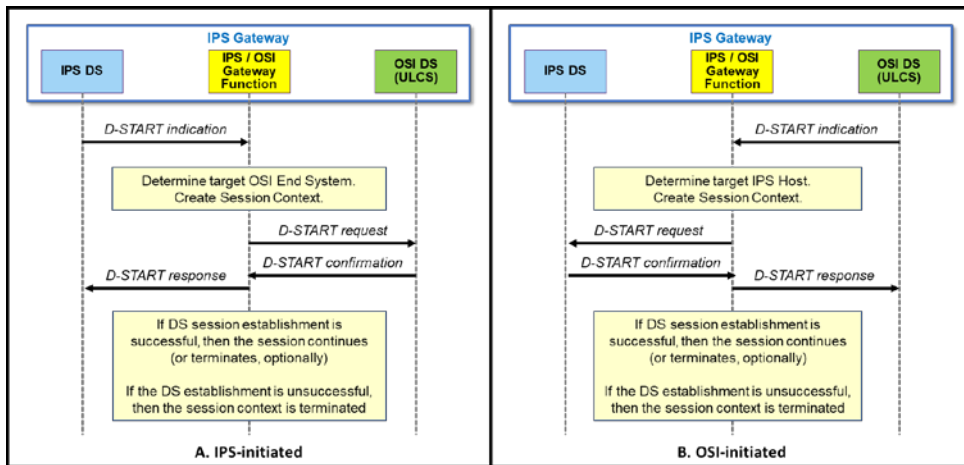 IPS Gateway
IPS DS
IPS / OSI
Gateway
Function
OSI DS
(ULCS)
D-START indication
Determine target OSI End System.
Create Session Context.
D-START request
D-START confirmation
D-START response
If DS session establishment is
successful, then the session continues
(or terminates, optionally)
If the DS establishment is unsuccessful,
then the session context is terminated
A. IPS-initiated
IPS Gateway
IPS DS
IPS / OSI
Gateway
Function
OSI DS
(ULCS)
D-START indication
Determine target IPS Host.
Create Session Context.
D-START request
D-START confirmation
D-START response
If DS session establishment is
successful, then the session continues
(or terminates, optionally)
If the DS establishment is unsuccessful,
then the session context is terminated
B. OSI-initiated